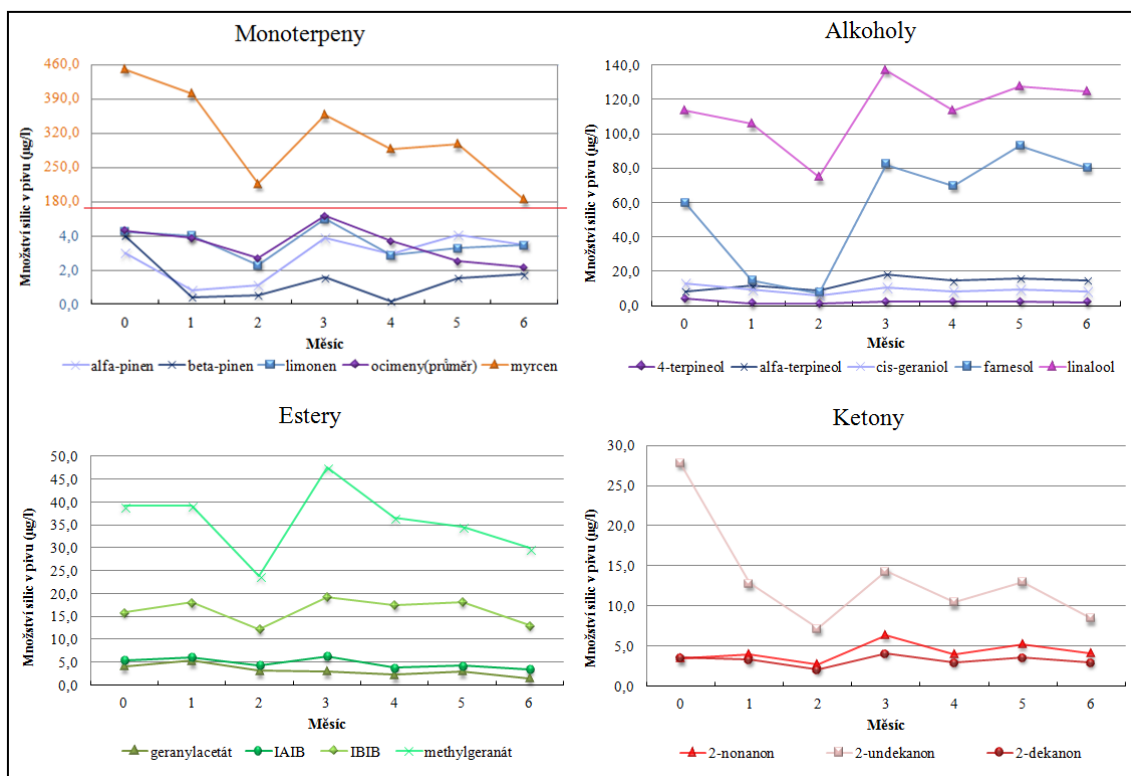 Monoterpeny
Množství silic v pivu (µg/l)
460,0
390,0
320,0
250,0
180,0
4,0
2,0
0,0
0 1 2 3 4 5 6
Měsíc
alfa-pinen beta-pinen limonen ocimeny(průměr) myrcen
Alkoholy
Množství silic v pivu (µg/l)
140,0
120,0
100,0
80,0
60,0
40,0
20,0
0,0
0 1 2 3 4 5 6
Měsíc
4-terpineol alfa-terpineol cis-geraniol farnesol linalool
Estery
Množství silic v pivu (µg/l)
50,0
45,0
40,0
35,0
30,0
25,0
20,0
15,0
10,0
5,0
0,0
0 1 2 3 4 5 6
Měsíc
geranylacetát IAIB IBIB methylgeranát
Ketony
Množství silic v pivu (µg/l)
30,0
25,0
20,0
15,0
10,0
5,0
0,0
0 1 2 3 4 5 6
Měsíc
2-nonanon 2-undekanon 2-dekanon